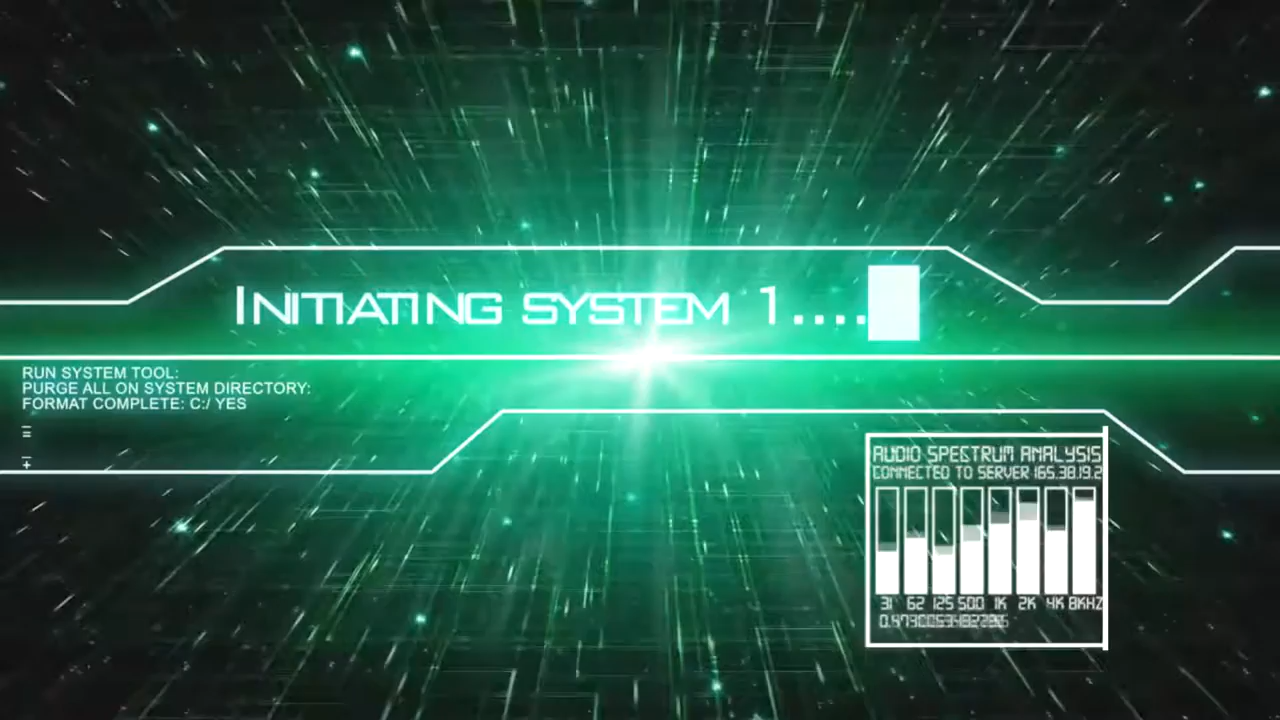 INITIATING SYSTEM 1....
RUN SYSTEM TOOL:
PURGE ALL ON SYSTEM DIRECTORY:
FORMAT COMPLETE: C:/ YES
AUDIO SPECTRUM ANALYSIS
CONNECTED TO SERVER 165.38.19.2
31 62 125 500 1K 2K 4K 8KHZ